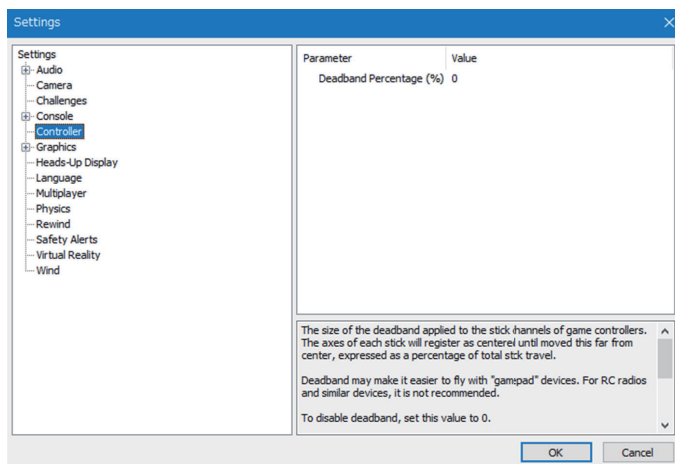 Settings
Settings
Audio
Camera
Challenges
Console
Controller
Graphics
Heads-Up Display
Language
Multiplayer
Physics
Rewind
Safety Alerts
Virtual Reality
Wind
Parameter Value
Deadband Percentage (%) 0
The size of the deadband applied to the stick channels of game controllers.
The axes of each stick will register as centered until moved this far from
center, expressed as a percentage of total stick travel.
Deadband may make it easier to fly with "gamepad" devices. For RC radios
and similar devices, it is not recommended.
To disable deadband, set this value to 0.
OK Cancel